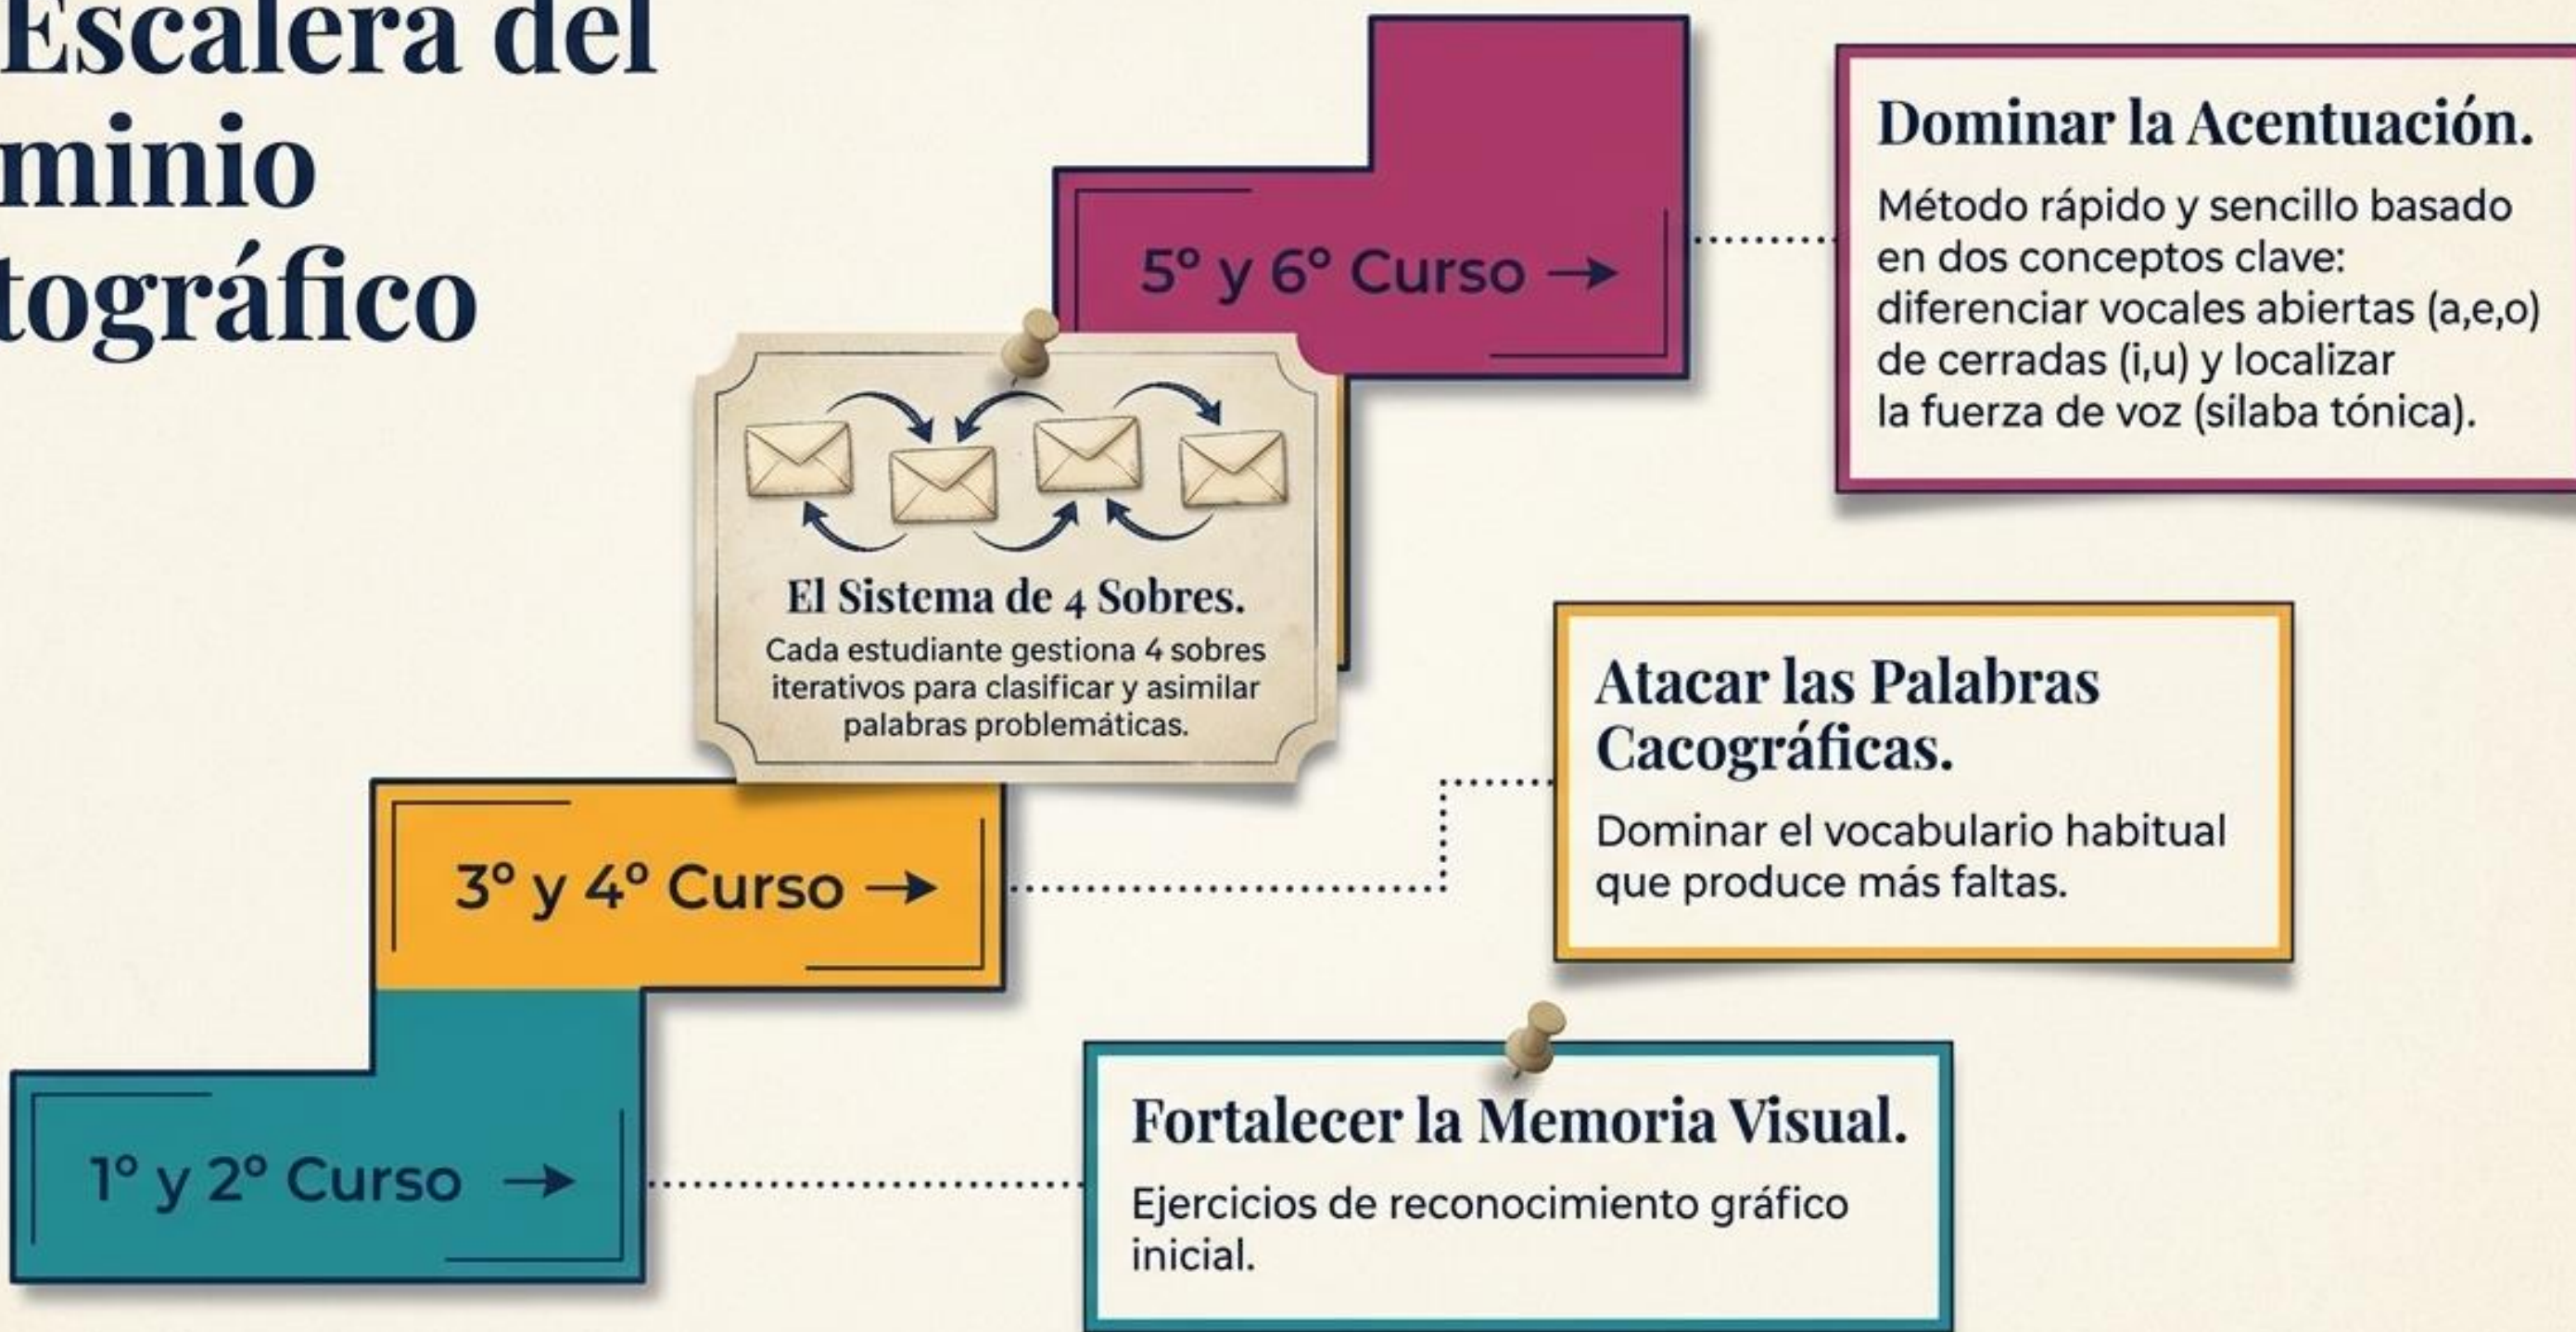 Escalera del
minio
tográfico
5º y 6º Curso →
Dominar la Acentuación.
Método rápido y sencillo basado
en dos conceptos clave:
diferenciar vocales abiertas (a,e,o)
de cerradas (i,u) y localizar
la fuerza de voz (sílaba tónica).
El Sistema de 4 Sobres.
Cada estudiante gestiona 4 sobres
iterativos para clasificar y asimilar
palabras problemáticas.
Atacar las Palabras
Cacográficas.
Dominar el vocabulario habitual
que produce más faltas.
3º y 4º Curso →
Fortalecer la Memoria Visual.
Ejercicios de reconocimiento gráfico
inicial.
1º y 2º Curso →